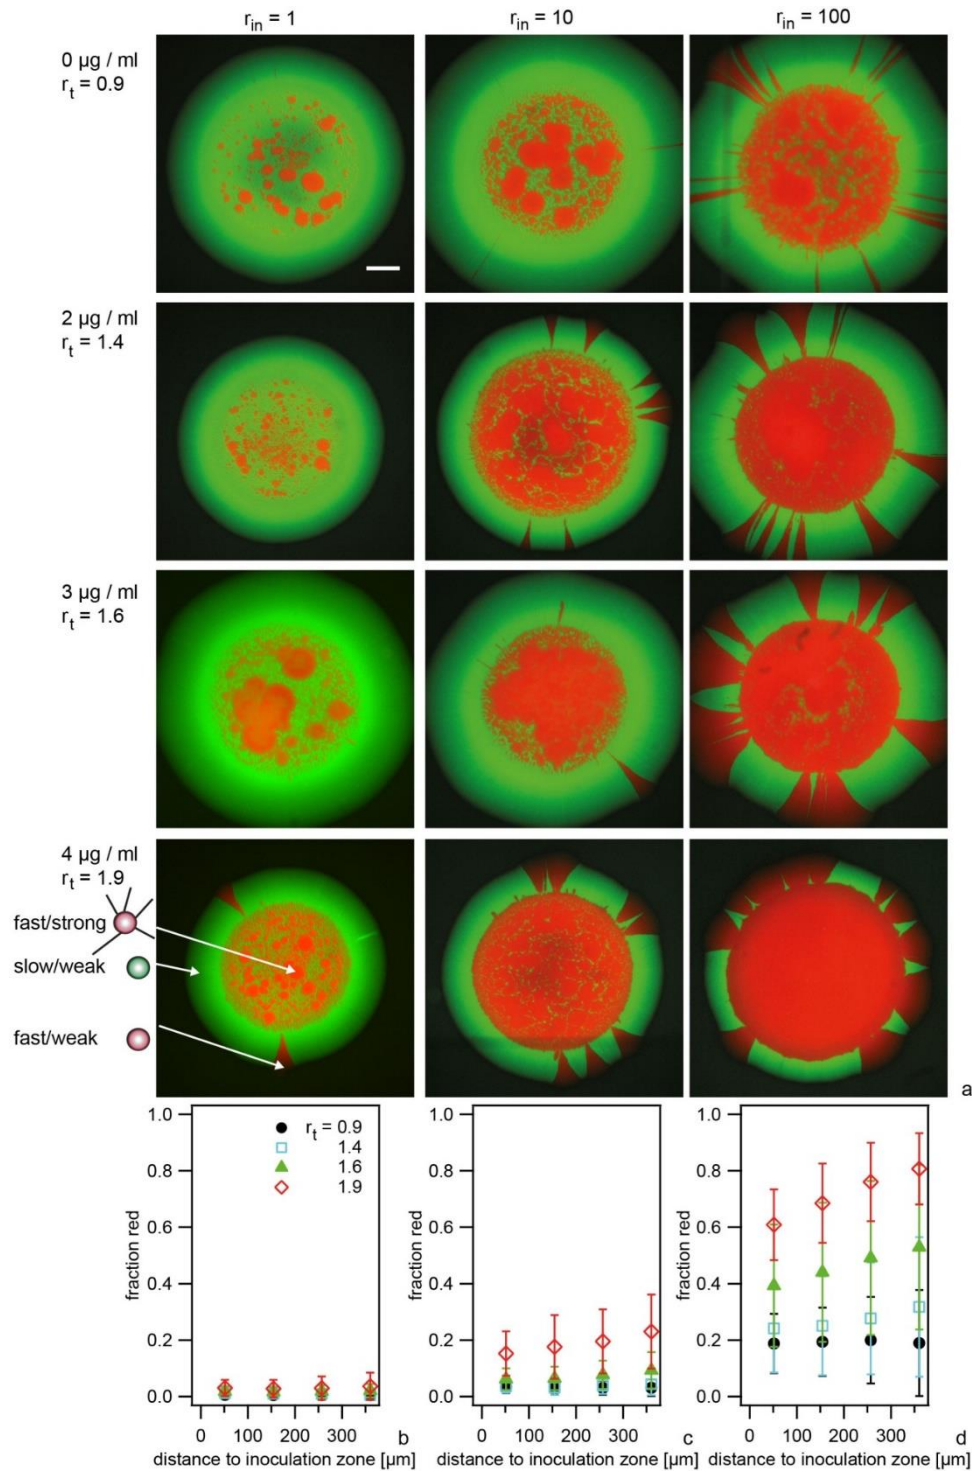 r_in = 1
r_in = 10
r_in = 100
0 µg / ml
r_t = 0.9
2 µg / ml
r_t = 1.4
3 µg / ml
r_t = 1.6
4 µg / ml
r_t = 1.9
fast/strong
slow/weak
fast/weak
a
1.0
0.8
0.6
0.4
0.2
0.0
fraction red
r_t = 0.9
1.4
1.6
1.9
0 100 200 300
distance to inoculation zone [µm]
b
1.0
0.8
0.6
0.4
0.2
0.0
fraction red
0 100 200 300
distance to inoculation zone [µm]
c
1.0
0.8
0.6
0.4
0.2
0.0
fraction red
0 100 200 300
distance to inoculation zone [µm]
d